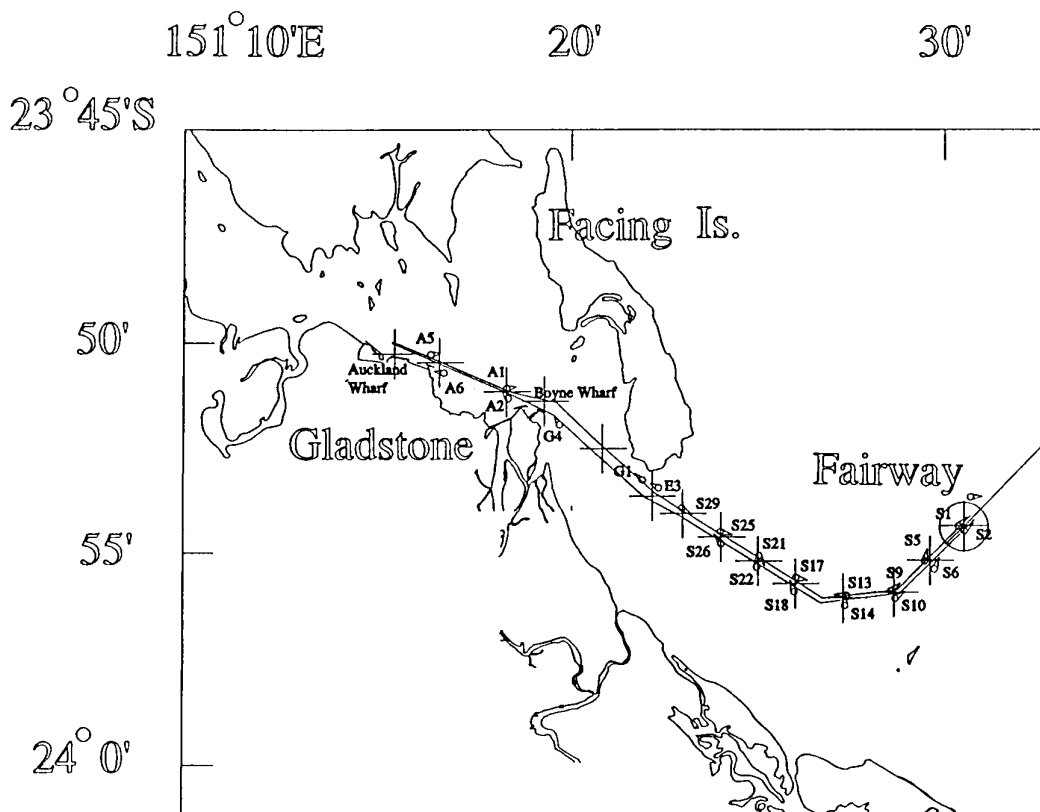 151°10'E 20' 30'
23°45'S
Facing Is.
50'
A5
Auckland
Wharf
A6
A1
A2
Boyne Wharf
G4
Gladstone
G1
E3
Fairway
S29
S25
S26
S21
S22
S17
S18
S13
S14
S9
S10
S5
S6
S1
S2
55'
24°0'